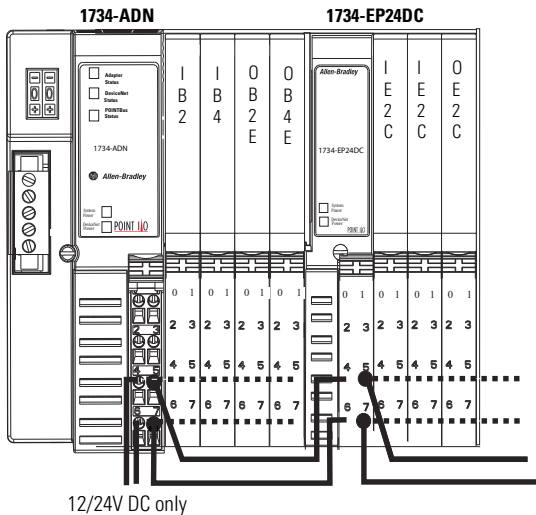 1734-ADN
1734-EP24DC
Adapter
Status
DeviceNet
Status
POINTBus
Status
1734-ADN
Allen-Bradley
System
Power
DeviceNet
Power
POINT I/O
I
B
2
I
B
4
O
B
2
E
O
B
4
E
Allen-Bradley
1734-EP24DC
System
Power
DeviceNet
Power
POINT I/O
I
E
2
C
I
E
2
C
O
E
2
C
0 1 0 1 0 1 0 1 0 1 0 1 0 1 0 1
2 3 2 3 2 3 2 3 2 3 2 3 2 3 2 3 2 3
4 5 4 5 4 5 4 5 4 5 4 5 4 5 4 5 4 5
6 7 6 7 6 7 6 7 6 7 6 7 6 7 6 7 6 7
12/24V DC only